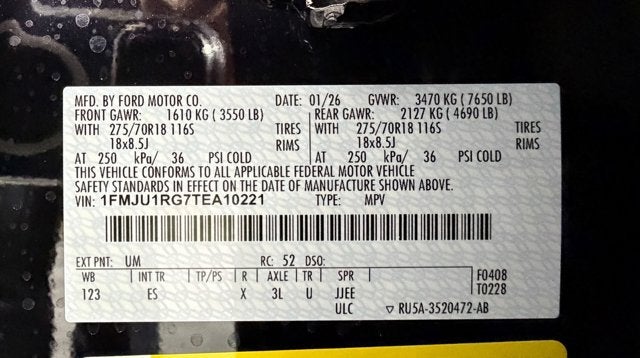 MFD. BY FORD MOTOR CO. DATE: 01/26 GVWR: 3470 KG ( 7650 LB)
FRONT GAWR: 1610 KG ( 3550 LB) REAR GAWR: 2127 KG ( 4690 LB)
WITH 275/70R18 116S TIRES WITH 275/70R18 116S TIRES
18x8.5J RIMS 18x8.5J RIMS
AT 250 kPa/ 36 PSI COLD AT 250 kPa/ 36 PSI COLD
THIS VEHICLE CONFORMS TO ALL APPLICABLE FEDERAL MOTOR VEHICLE
SAFETY STANDARDS IN EFFECT ON THE DATE OF MANUFACTURE SHOWN ABOVE.
VIN: 1FMJU1RG7TEA10221 TYPE: MPV
EXT PNT: UM RC: 52 DSO:
WB INT TR TP/PS R AXLE TR SPR F0408
123 ES X 3L U JJEE T0228
ULC ▽ RU5A-3520472-AB